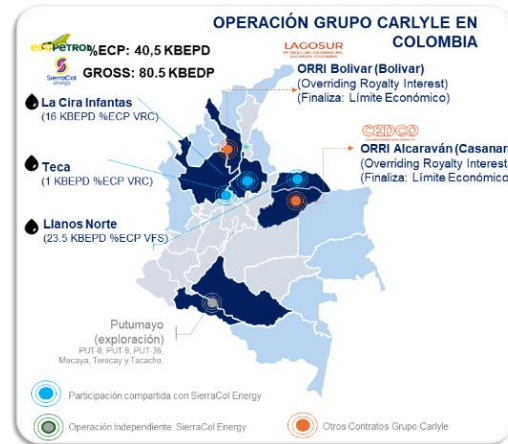 OPERACIÓN GRUPO CARLYLE EN
COLOMBIA
ecoPETROL
SierraCol
energy
%ECP: 40,5 KBEPD
GROSS: 80.5 KBEDP
La Cira Infantas
(16 KBEPD %ECP VRC)
Teca
(1 KBEPD %ECP VRC)
Llanos Norte
(23.5 KBEPD %ECP VFS)
LAGOSUR
ORRI Bolivar (Bolivar)
(Overriding Royalty Interest)
(Finaliza: Límite Económico)
CEDCO
ORRI Alcaraván (Casanar
(Overriding Royalty Interest
(Finaliza: Límite Económico
Putumayo
(exploración)
PUT-8, PUT-9, PUT-36,
Mecaya, Terecay y Tacacho.
Participación compartida con SierraCol Energy
Operación Independiente SierraCol Energy
Otros Contratos Grupo Carlyle